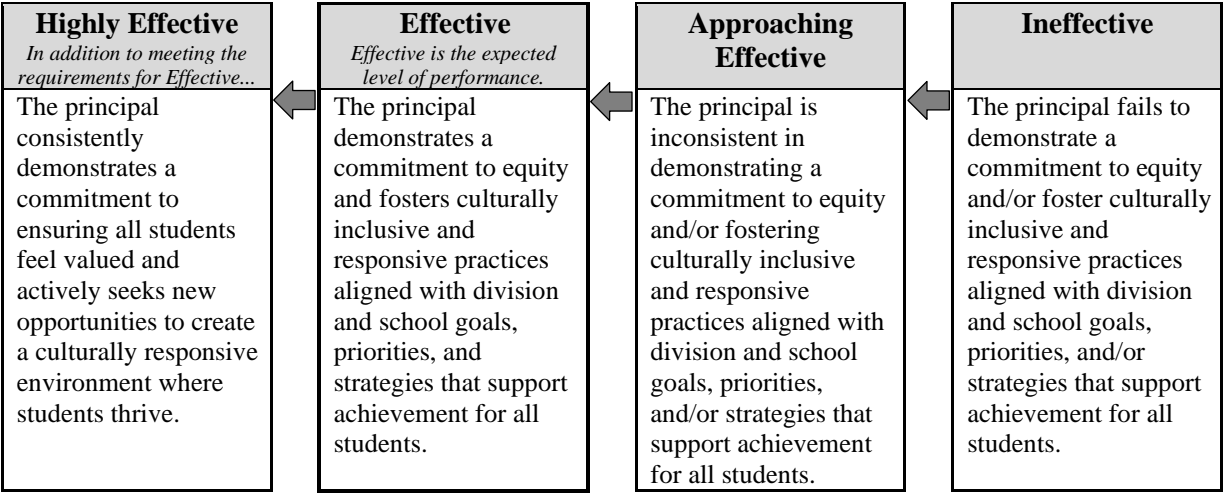 Highly Effective
In addition to meeting the
requirements for Effective...
The principal
consistently
demonstrates a
commitment to
ensuring all students
feel valued and
actively seeks new
opportunities to create
a culturally responsive
environment where
students thrive.
Effective
Effective is the expected
level of performance.
The principal
demonstrates a
commitment to equity
and fosters culturally
inclusive and
responsive practices
aligned with division
and school goals,
priorities, and
strategies that support
achievement for all
students.
Approaching
Effective
The principal is
inconsistent in
demonstrating a
commitment to equity
and/or fostering
culturally inclusive
and responsive
practices aligned with
division and school
goals, priorities,
and/or strategies that
support achievement
for all students.
Ineffective
The principal fails to
demonstrate a
commitment to equity
and/or foster culturally
inclusive and
responsive practices
aligned with division
and school goals,
priorities, and/or
strategies that support
achievement for all
students.